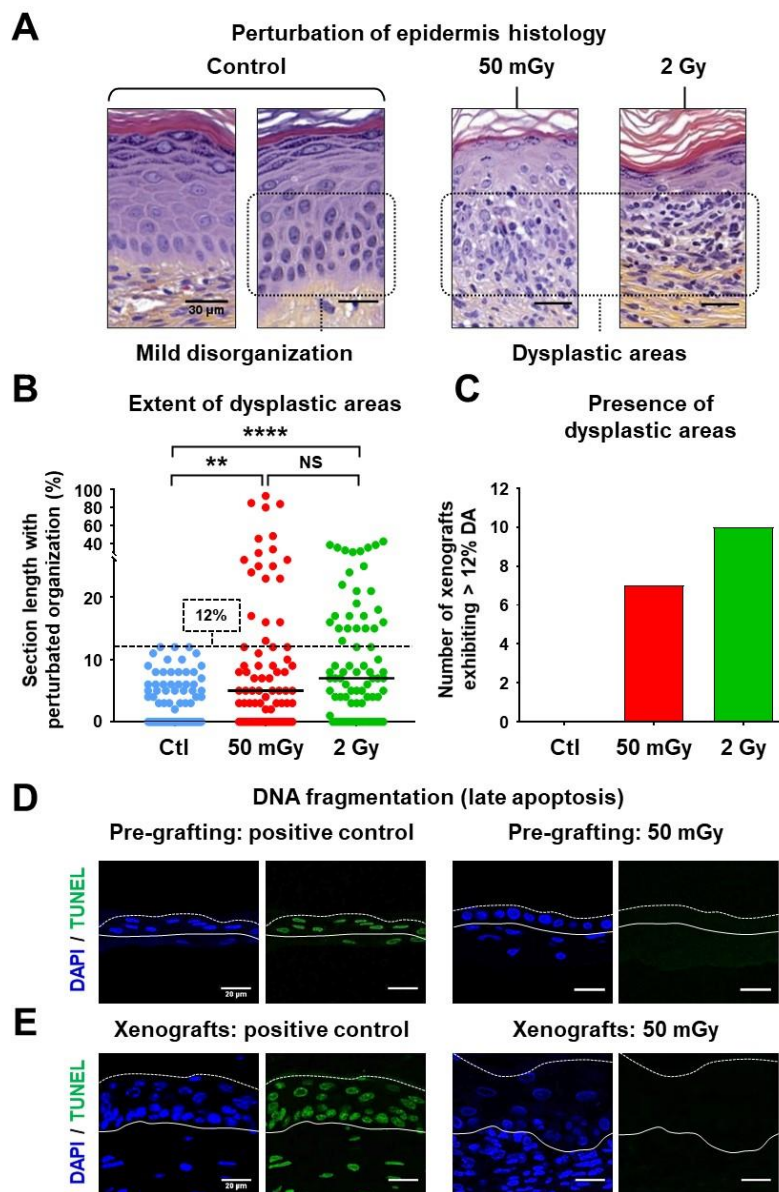 A
Perturbation of epidermis histology
Control
50 mGy
2 Gy
30 µm
Mild disorganization
Dysplastic areas
B
Extent of dysplastic areas
****
**
NS
Section length with
perturbated organization (%)
100
80
60
40
20
10
0
12%
Ctl
50 mGy
2 Gy
C
Presence of
dysplastic areas
Number of xenografts
exhibiting > 12% DA
12
10
8
6
4
2
0
Ctl
50 mGy
2 Gy
D
DNA fragmentation (late apoptosis)
Pre-grafting: positive control
Pre-grafting: 50 mGy
DAPI / TUNEL
20 µm
E
Xenografts: positive control
Xenografts: 50 mGy
DAPI / TUNEL
20 µm